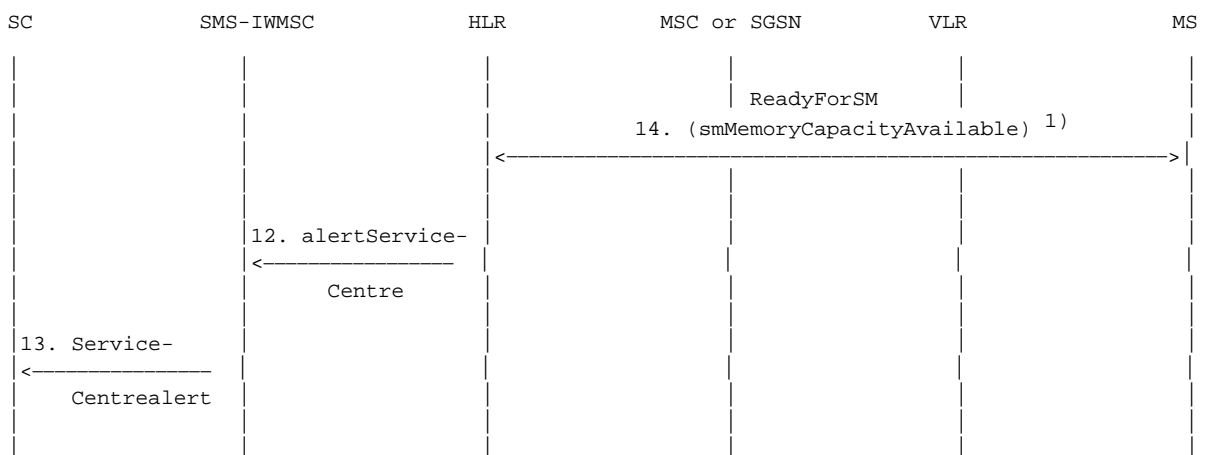 SC SMS-IWMSC HLR MSC or SGSN VLR MS
ReadyForSM
14. (smMemoryCapacityAvailable) 1)
12. alertService-
Centre
13. Service-
Centrealert